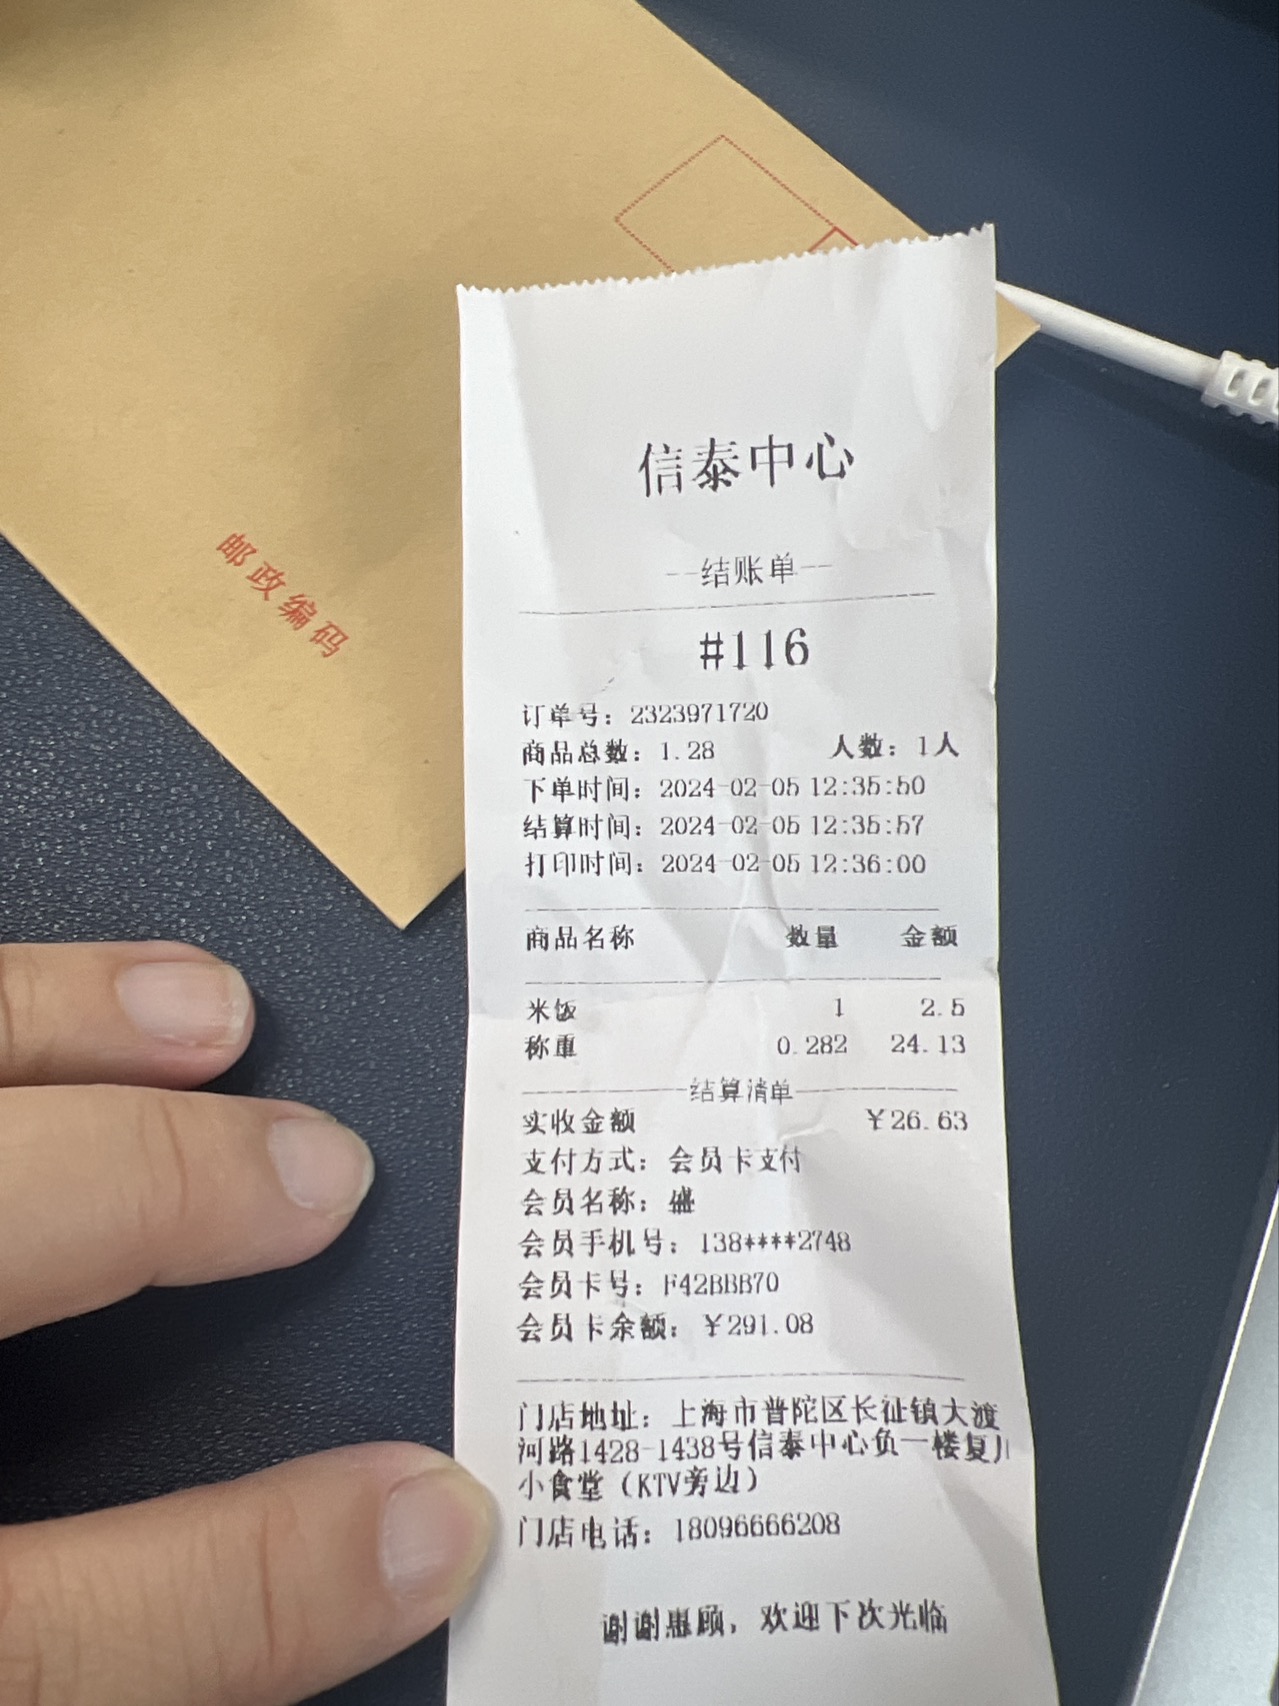 邮政编码
信泰中心
--结账单--
#116
订单号：2323971720
商品总数：1.28 人数：1人
下单时间：2024-02-05 12:35:50
结算时间：2024-02-05 12:35:57
打印时间：2024-02-05 12:36:00
商品名称 数量 金额
米饭 1 2.5
称重 0.282 24.13
结算清单
实收金额 ￥26.63
支付方式：会员卡支付
会员名称：盛
会员手机号：138****2748
会员卡号：F42BBB70
会员卡余额：￥291.08
门店地址：上海市普陀区长征镇大渡
河路1428-1438号信泰中心负一楼复
小食堂（KTV旁边）
门店电话：18096666208
谢谢惠顾，欢迎下次光临